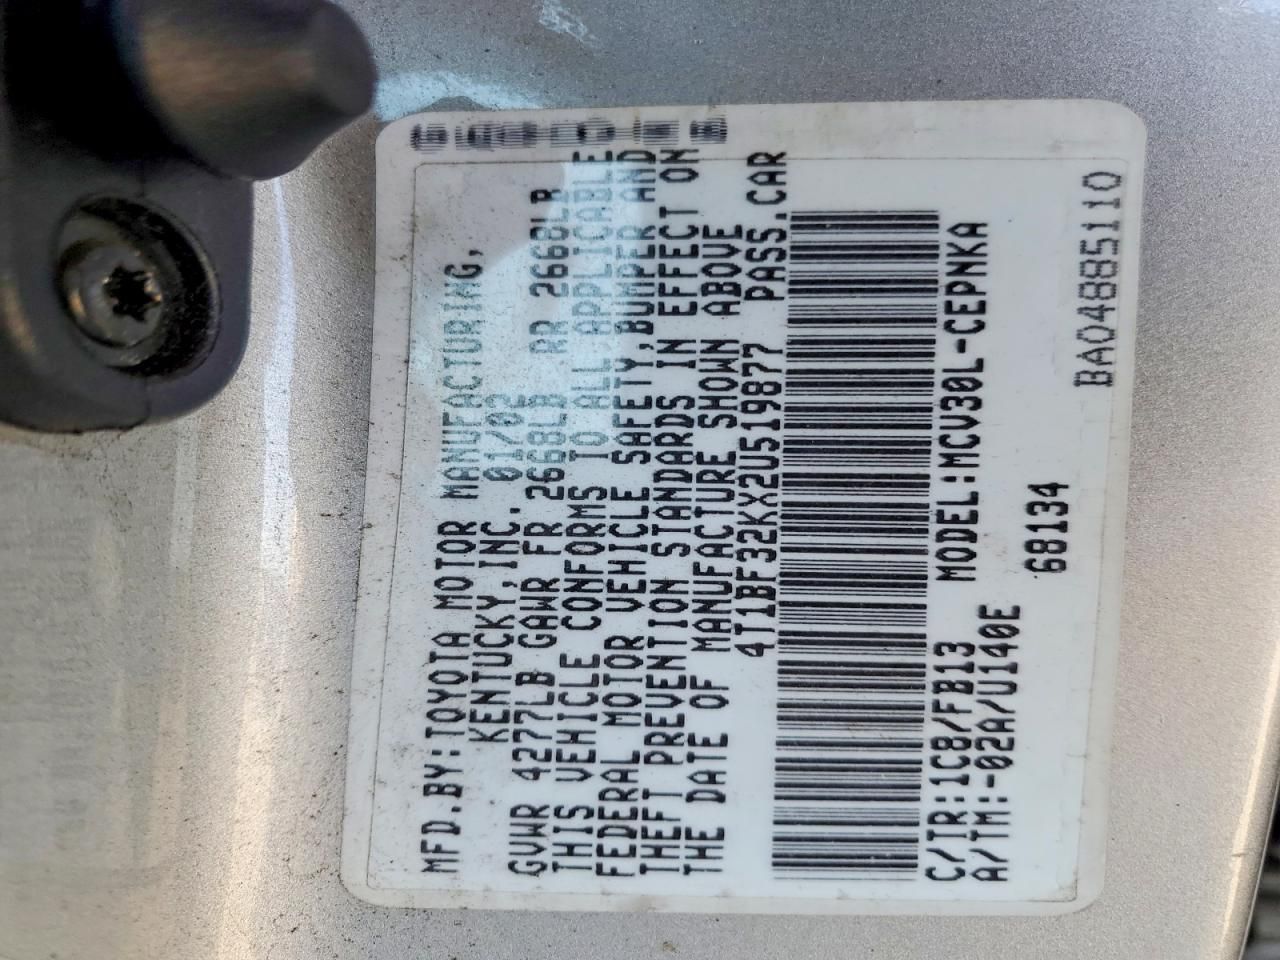 MFD.BY:TOYOTA MOTOR MANUFACTURING,
KENTUCKY,INC. 01/02
GVWR 4277LB GAWR FR 2668LB RR 2668LB
THIS VEHICLE CONFORMS TO ALL APPLICABLE
FEDERAL MOTOR VEHICLE SAFETY,BUMPER AND
THEFT PREVENTION STANDARDS IN EFFECT ON
THE DATE OF MANUFACTURE SHOWN ABOVE
4T1BF32KX2U519877 PASS.CAR
C/TR:1C8/FB13 MODEL:MCV30L-CEPNKA
A/TM:-02A/U140E
68134
BA04885110